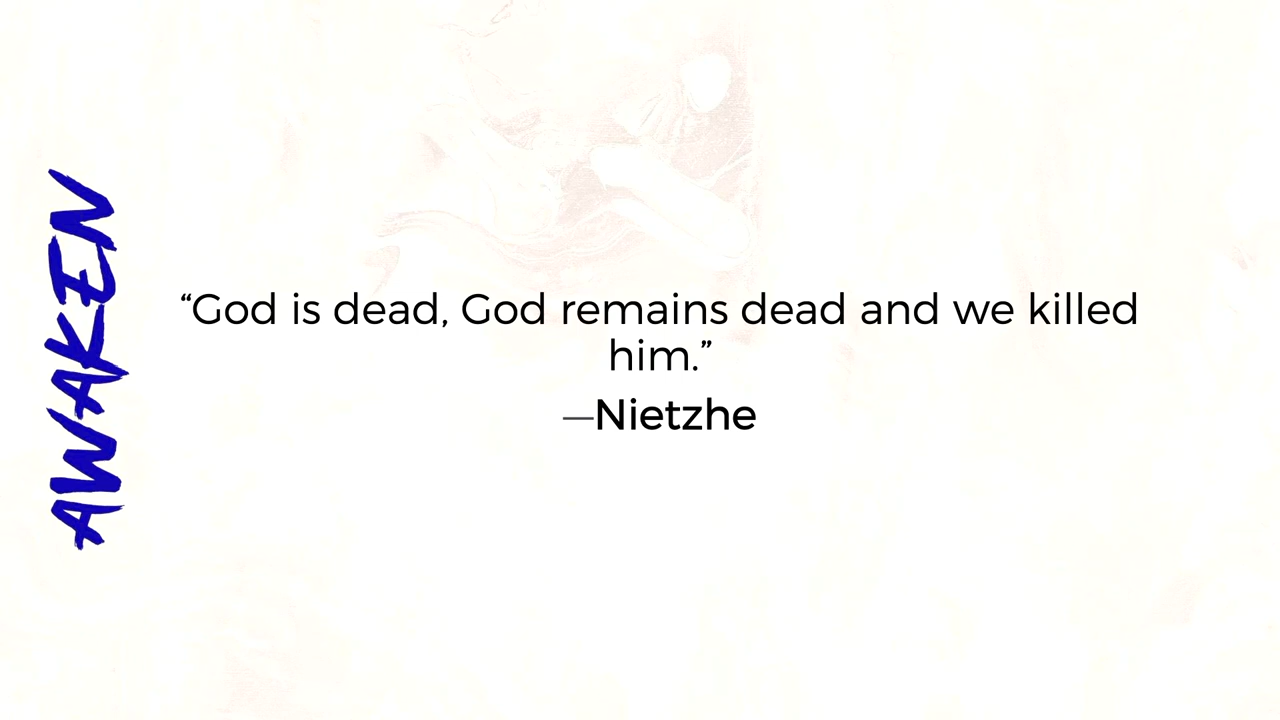 AWAKEN
“God is dead, God remains dead and we killed
him.”
—Nietzhe